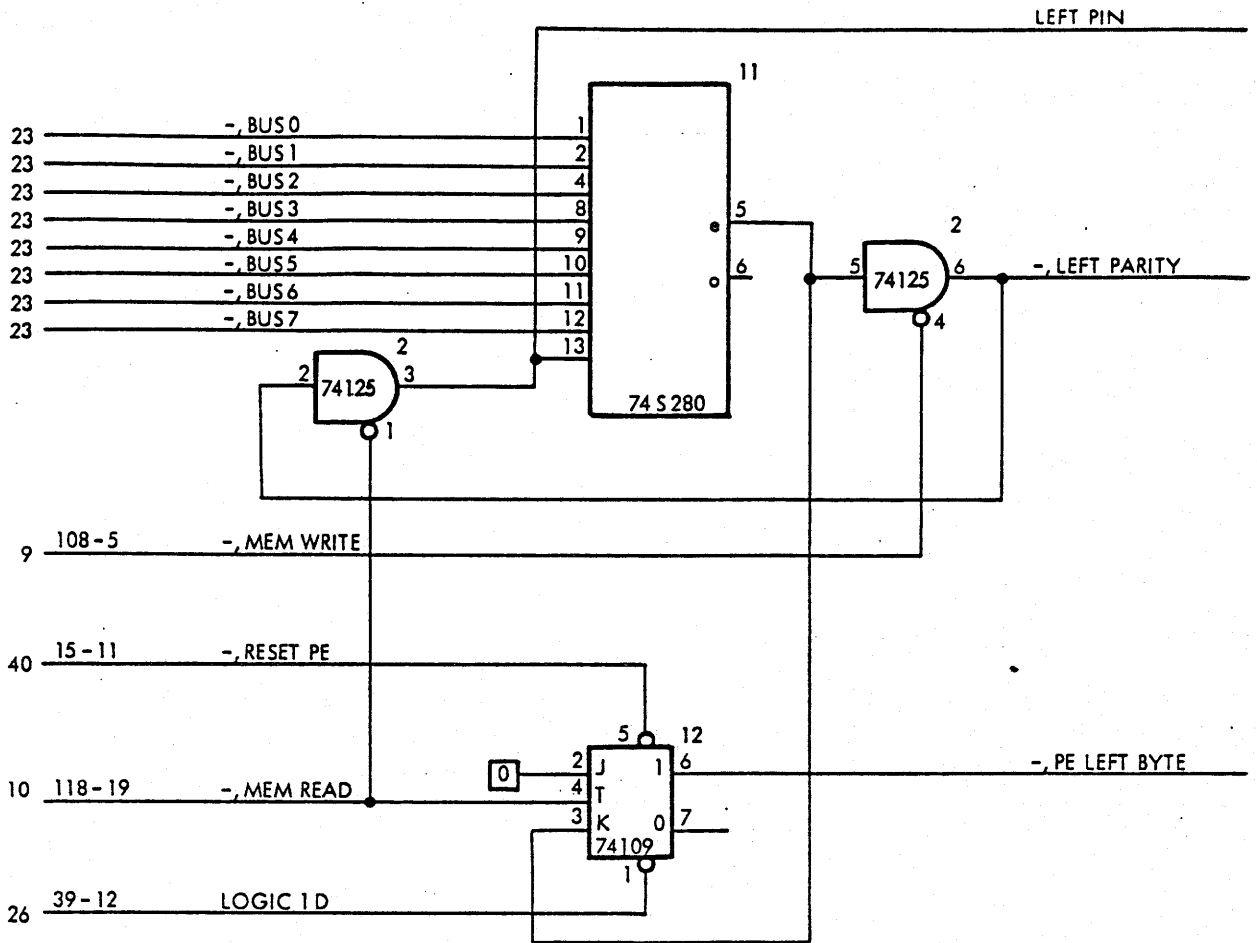 LEFT PIN
11
23 -, BUS 0 1
23 -, BUS 1 2
23 -, BUS 2 4
23 -, BUS 3 8
23 -, BUS 4 9
23 -, BUS 5 10
23 -, BUS 6 11
23 -, BUS 7 12
13
e 5
o 6
74 S 280
2
5 74125 6 -, LEFT PARITY
4
2
2 74125 3
1
9 108-5 -, MEM WRITE
40 15-11 -, RESET PE
5 12
0 2 J 1 6 -, PE LEFT BYTE
10 118-19 -, MEM READ 4 T
3 K 0 7
74109
1
26 39-12 LOGIC 1 D